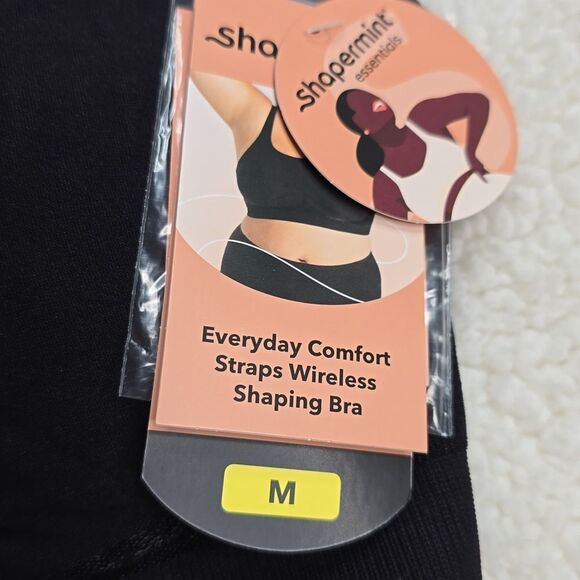 Shapermint
essentials
Everyday Comfort
Straps Wireless
Shaping Bra
M